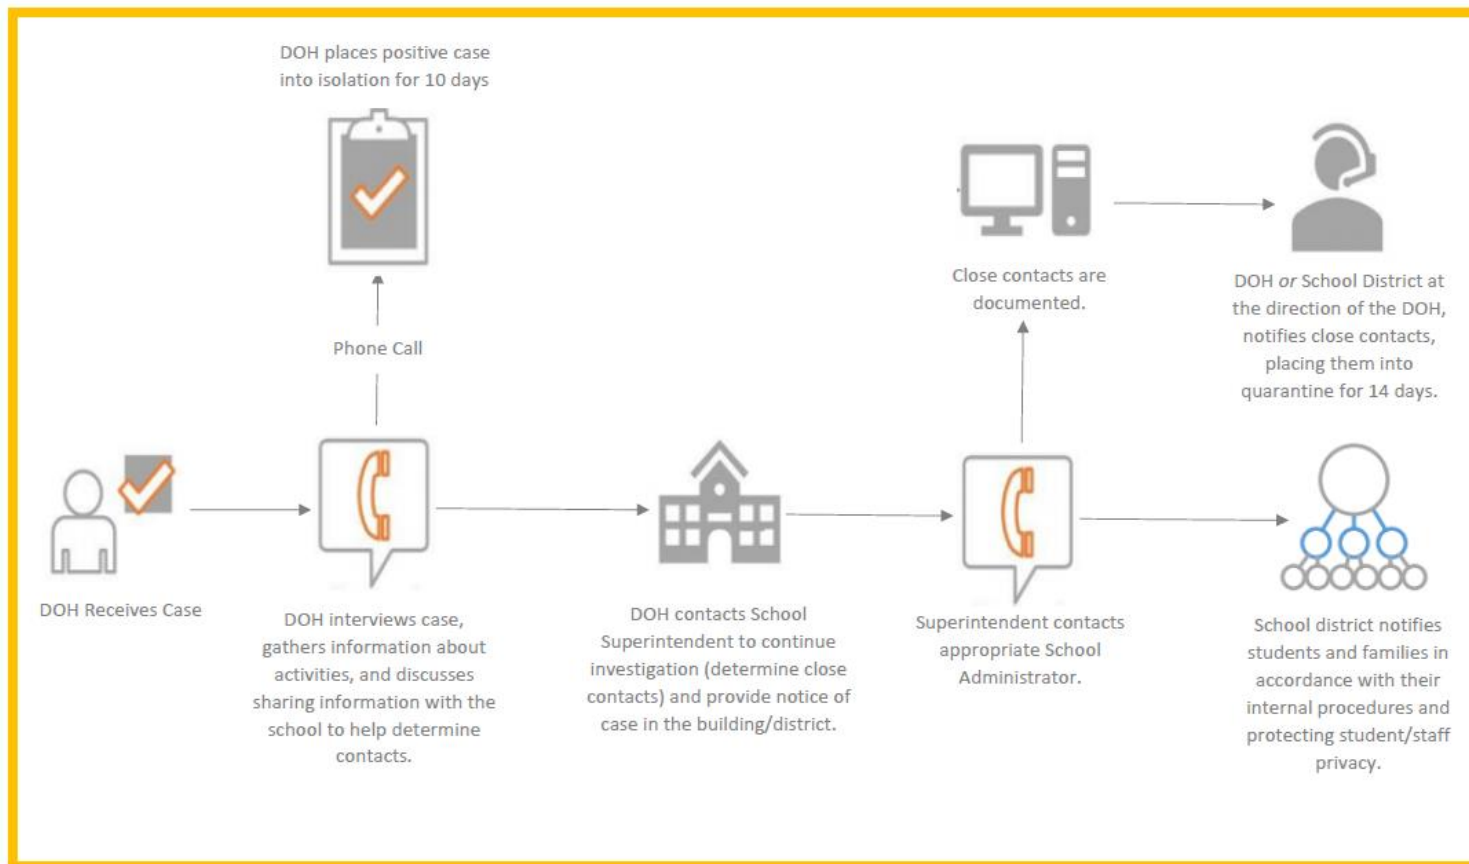 DOH places positive case
into isolation for 10 days
Phone Call
DOH Receives Case
DOH interviews case,
gathers information about
activities, and discusses
sharing information with the
school to help determine
contacts.
DOH contacts School
Superintendent to continue
investigation (determine close
contacts) and provide notice of
case in the building/district.
Superintendent contacts
appropriate School
Administrator.
Close contacts are
documented.
DOH or School District at
the direction of the DOH,
notifies close contacts,
placing them into
quarantine for 14 days.
School district notifies
students and families in
accordance with their
internal procedures and
protecting student/staff
privacy.